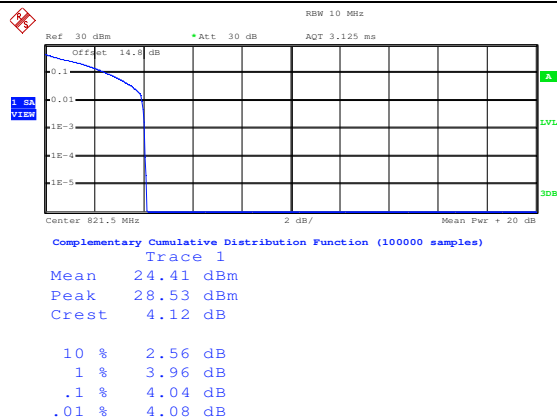 RBW 10 MHz
Ref 30 dBm * Att 30 dB AQT 3.125 ms
Offset 14.8 dB
0.1
A
0.01
1 SA
VIEW
1E-3
LVL
1E-4
1E-5
3DB
Center 821.5 MHz 2 dB/ Mean Pwr + 20 dB
Complementary Cumulative Distribution Function (100000 samples)
Trace 1
Mean 24.41 dBm
Peak 28.53 dBm
Crest 4.12 dB
10 % 2.56 dB
1 % 3.96 dB
.1 % 4.04 dB
.01 % 4.08 dB